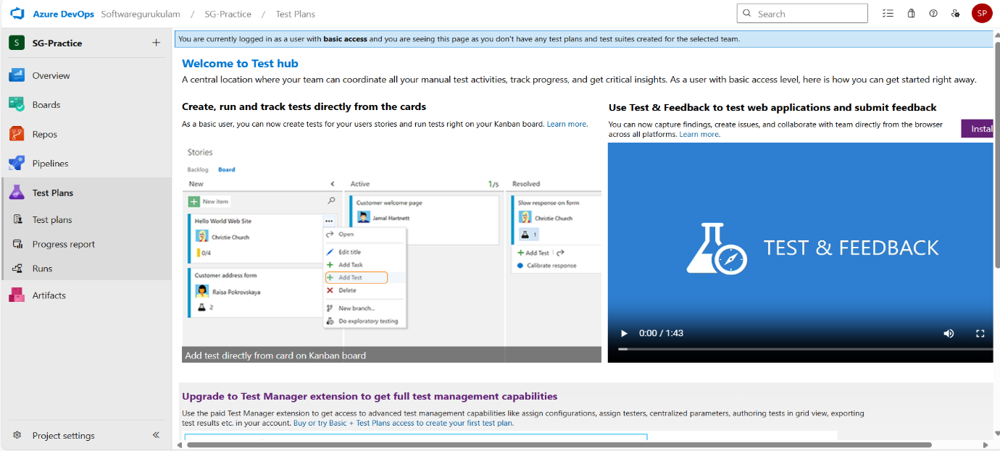 Azure DevOps Softwaregurukulam / SG-Practice / Test Plans
Search
SP
S SG-Practice
Overview
Boards
Repos
Pipelines
Test Plans
Test plans
Progress report
Runs
Artifacts
Project settings
You are currently logged in as a user with basic access and you are seeing this page as you don't have any test plans and test suites created for the selected team.
Welcome to Test hub
A central location where your team can coordinate all your manual test activities, track progress, and get critical insights. As a user with basic access level, here is how you can get started right away.
Create, run and track tests directly from the cards
As a basic user, you can now create tests for your users stories and run tests right on your Kanban board. Learn more.
Stories
Backlog Board
New
New item
Hello World Web Site
Christie Church
0/4
Customer address form
Raisa Pokrovskaya
2
Open
Edit title
Add Task
Add Test
Delete
New branch...
Do exploratory testing
Active 1/5
Customer welcome page
Jamal Hartnett
Resolved
Slow response on form
Christie Church
1
Add Test
Calibrate response
Add test directly from card on Kanban board
Use Test & Feedback to test web applications and submit feedback
You can now capture findings, create issues, and collaborate with team directly from the browser
across all platforms. Learn more.
Instal
TEST & FEEDBACK
0:00 / 1:43
Upgrade to Test Manager extension to get full test management capabilities
Use the paid Test Manager extension to get access to advanced test management capabilities like assign configurations, assign testers, centralized parameters, authoring tests in grid view, exporting
test results etc. in your account. Buy or try Basic + Test Plans access to create your first test plan.